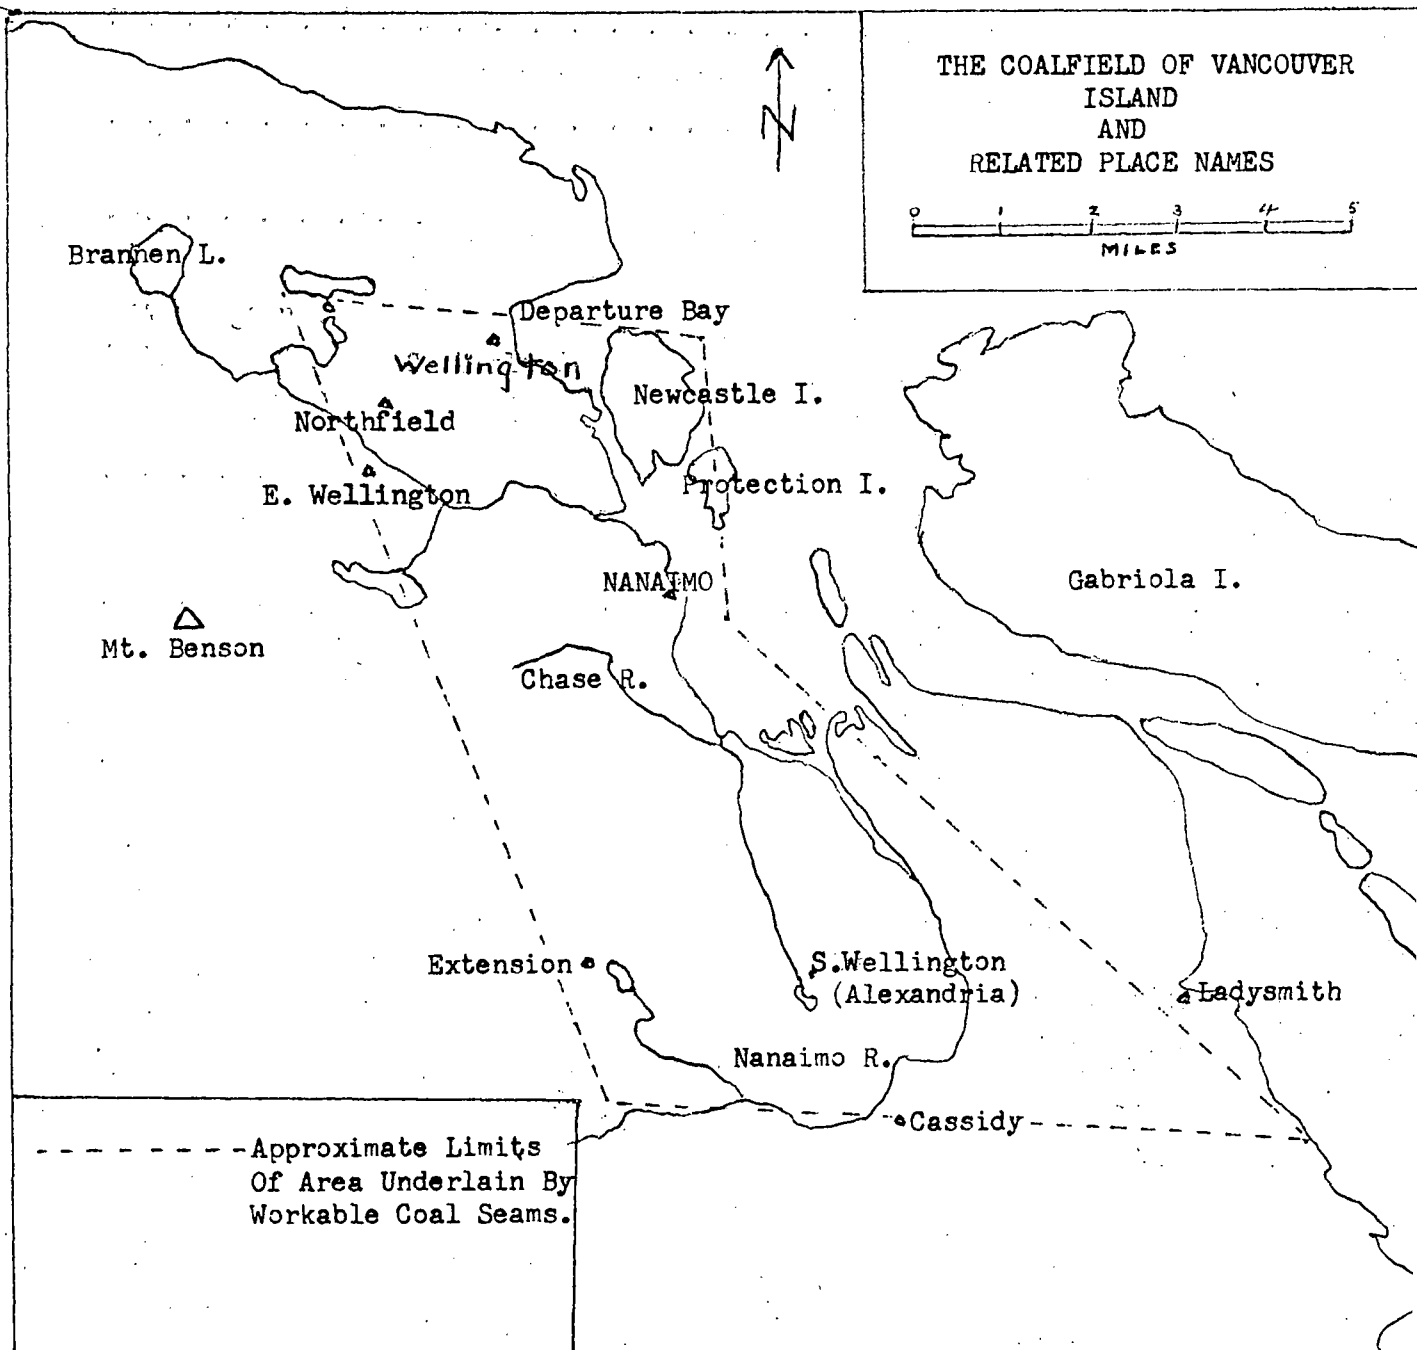 THE COALFIELD OF VANCOUVER
ISLAND
AND
RELATED PLACE NAMES
0 1 2 3 4 5
MILES
N
Brannen L.
Departure Bay
Wellington
Newcastle I.
Northfield
Protection I.
E. Wellington
Gabriola I.
NANAIMO
Mt. Benson
Chase R.
Extension
S.Wellington
(Alexandria)
Ladysmith
Nanaimo R.
Cassidy
Approximate Limits
Of Area Underlain By
Workable Coal Seams.